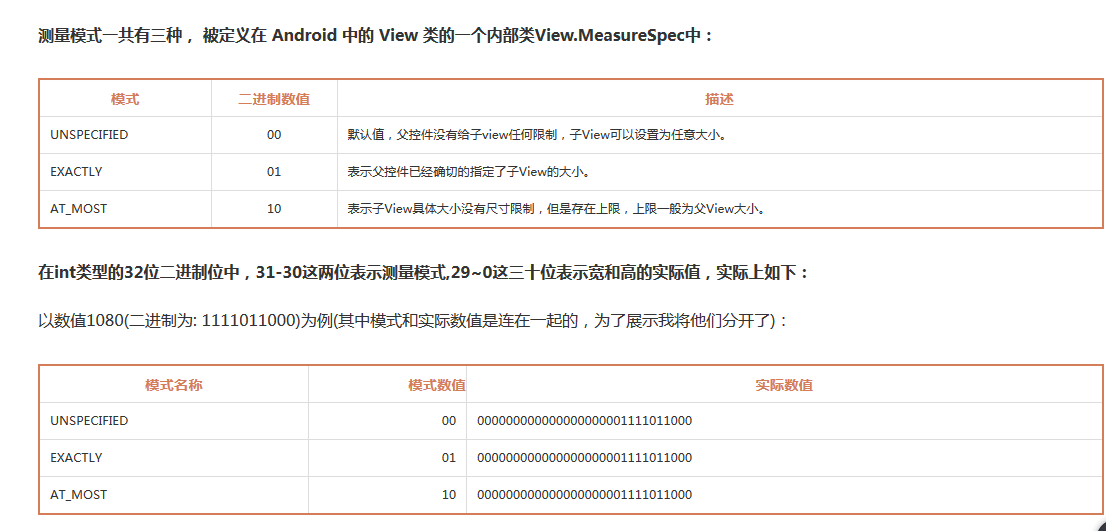 测量模式一共有三种， 被定义在 Android 中的 View 类的一个内部类View.MeasureSpec中：
模式 二进制数值 描述
UNSPECIFIED 00 默认值，父控件没有给子view任何限制，子View可以设置为任意大小。
EXACTLY 01 表示父控件已经确切的指定了子View的大小。
AT_MOST 10 表示子View具体大小没有尺寸限制，但是存在上限，上限一般为父View大小。
在int类型的32位二进制位中，31-30这两位表示测量模式,29~0这三十位表示宽和高的实际值，实际上如下：
以数值1080(二进制为: 1111011000)为例(其中模式和实际数值是连在一起的，为了展示我将他们分开了)：
模式名称 模式数值 实际数值
UNSPECIFIED 00 000000000000000000001111011000
EXACTLY 01 000000000000000000001111011000
AT_MOST 10 000000000000000000001111011000